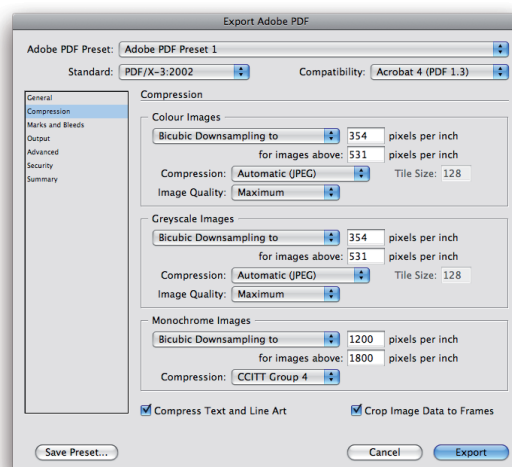 Export Adobe PDF
Adobe PDF Preset: Adobe PDF Preset 1
Standard: PDF/X-3:2002 Compatibility: Acrobat 4 (PDF 1.3)
General
Compression
Marks and Bleeds
Output
Advanced
Security
Summary
Compression
Colour Images
Bicubic Downsampling to 354 pixels per inch
for images above: 531 pixels per inch
Compression: Automatic (JPEG) Tile Size: 128
Image Quality: Maximum
Greyscale Images
Bicubic Downsampling to 354 pixels per inch
for images above: 531 pixels per inch
Compression: Automatic (JPEG) Tile Size: 128
Image Quality: Maximum
Monochrome Images
Bicubic Downsampling to 1200 pixels per inch
for images above: 1800 pixels per inch
Compression: CCITT Group 4
Compress Text and Line Art Crop Image Data to Frames
Save Preset... Cancel Export